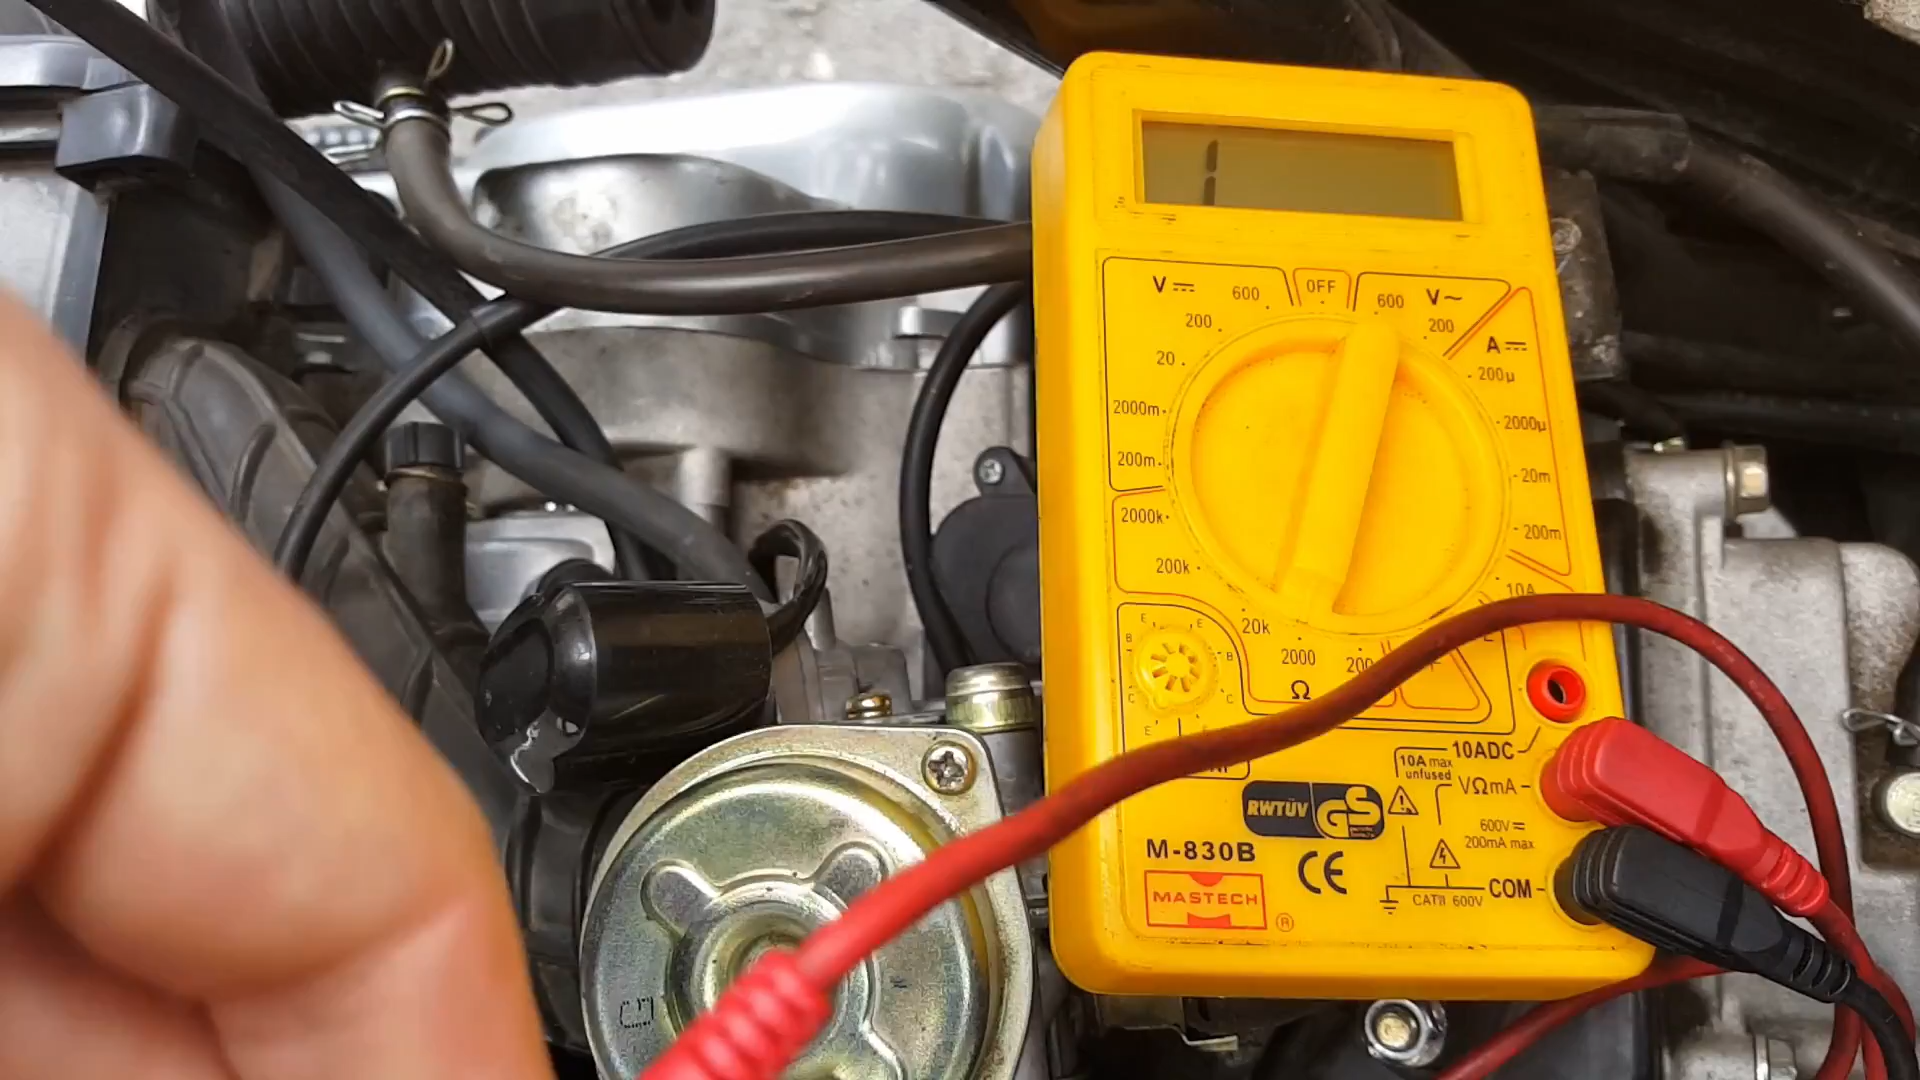 1
V⎓ 600 OFF 600 V~
200 200
A⎓
20 200µ
2000m 2000µ
200m 20m
2000k 200m
200k 10A
20k
2000 200
Ω
E E
B B
C C
E
10ADC
10A max
unfused
VΩmA
RWTÜV GS
600V⎓
200mA max
M-830B
CE
COM
MASTECH ®
CATII 600V